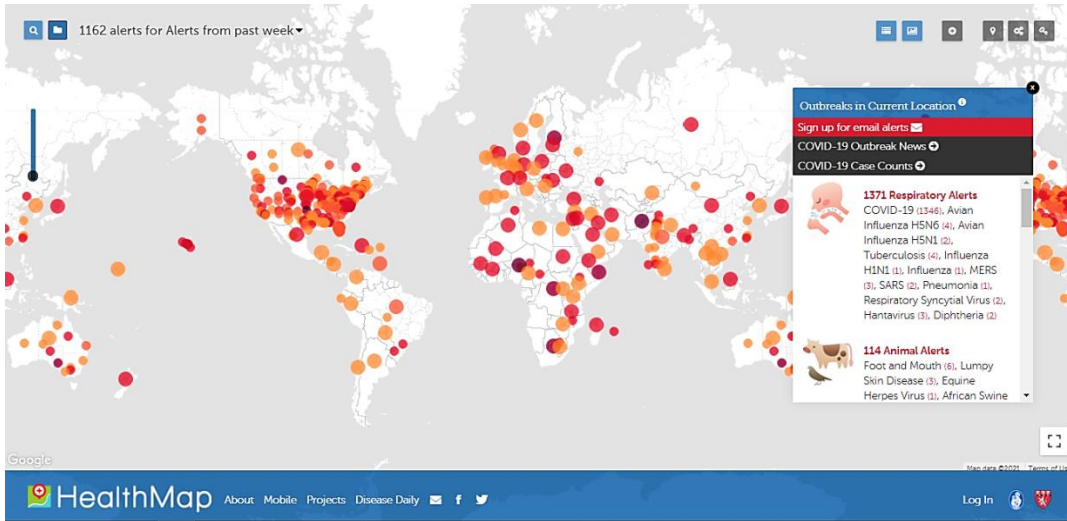 1162 alerts for Alerts from past week
Outbreaks in Current Location
Sign up for email alerts
COVID-19 Outbreak News
COVID-19 Case Counts
1371 Respiratory Alerts
COVID-19 (1346), Avian
Influenza H5N6 (4), Avian
Influenza H5N1 (2),
Tuberculosis (4), Influenza
H1N1 (1), Influenza (1), MERS
(3), SARS (2), Pneumonia (1),
Respiratory Syncytial Virus (2),
Hantavirus (3), Diphtheria (2)
114 Animal Alerts
Foot and Mouth (6), Lumpy
Skin Disease (3), Equine
Herpes Virus (1), African Swine
Google
Map data ©2021 Terms of Us
HealthMap About Mobile Projects Disease Daily
Log In